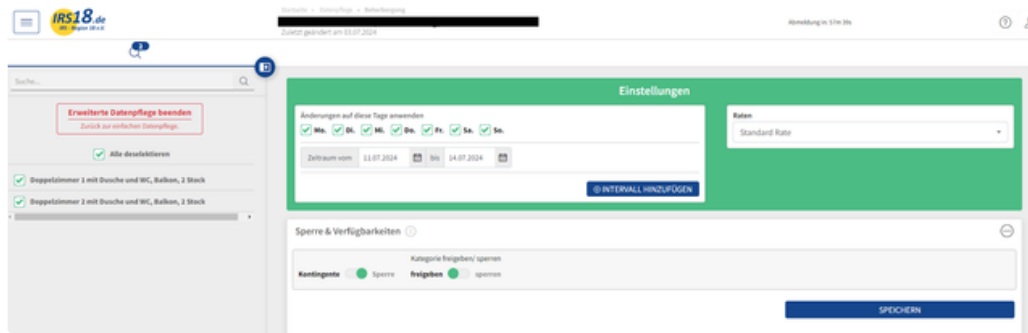 IRS18.de
IRS - Region 18 e.V.
Startseite > Datenpflege > Beherbergung
Zuletzt geändert am 03.07.2024
Abmeldung in: 57m 39s
3
Suche...
Erweiterte Datenpflege beenden
Zurück zur einfachen Datenpflege.
Alle deselektieren
Doppelzimmer 1 mit Dusche und WC, Balkon, 2 Stock
Doppelzimmer 2 mit Dusche und WC, Balkon, 2 Stock
Einstellungen
Änderungen auf diese Tage anwenden
Mo. Di. Mi. Do. Fr. Sa. So.
Zeitraum vom 11.07.2024 bis 14.07.2024
INTERVALL HINZUFÜGEN
Raten
Standard Rate
Sperre & Verfügbarkeiten
Kategorie freigeben/ sperren
Kontingente Sperre freigeben sperren
SPEICHERN